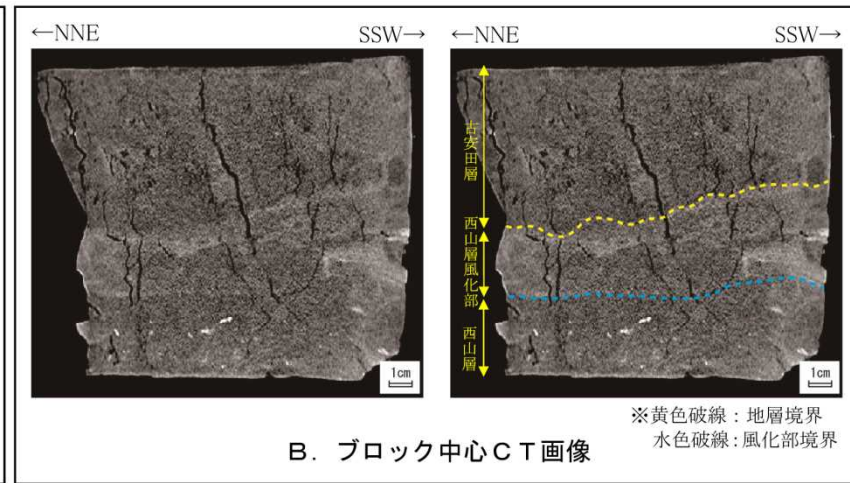 ←NNE
SSW→
1cm
←NNE
SSW→
古安田層
西山層風化部
西山層
1cm
※黄色破線：地層境界
水色破線：風化部境界
B．ブロック中心ＣＴ画像